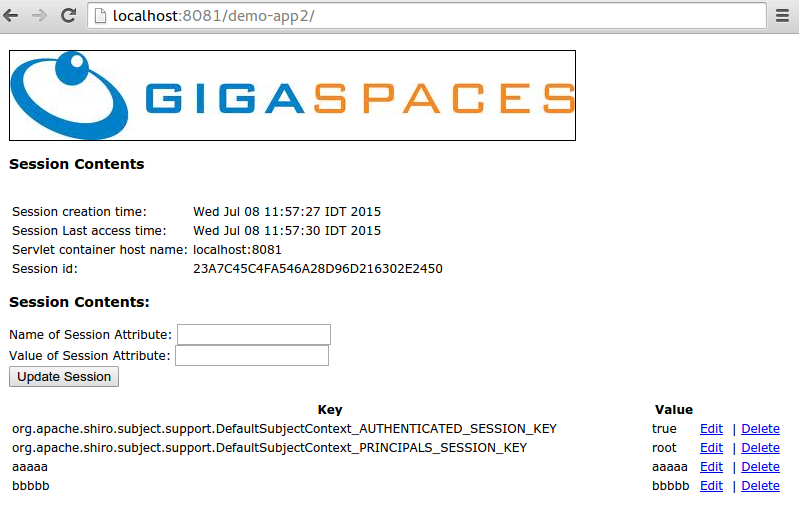 localhost:8081/demo-app2/
GIGASPACES
Session Contents
Session creation time: Wed Jul 08 11:57:27 IDT 2015
Session Last access time: Wed Jul 08 11:57:30 IDT 2015
Servlet container host name: localhost:8081
Session id: 23A7C45C4FA546A28D96D216302E2450
Session Contents:
Name of Session Attribute:
Value of Session Attribute:
Update Session
Key Value
org.apache.shiro.subject.support.DefaultSubjectContext_AUTHENTICATED_SESSION_KEY true Edit | Delete
org.apache.shiro.subject.support.DefaultSubjectContext_PRINCIPALS_SESSION_KEY root Edit | Delete
aaaaa aaaaa Edit | Delete
bbbbb bbbbb Edit | Delete